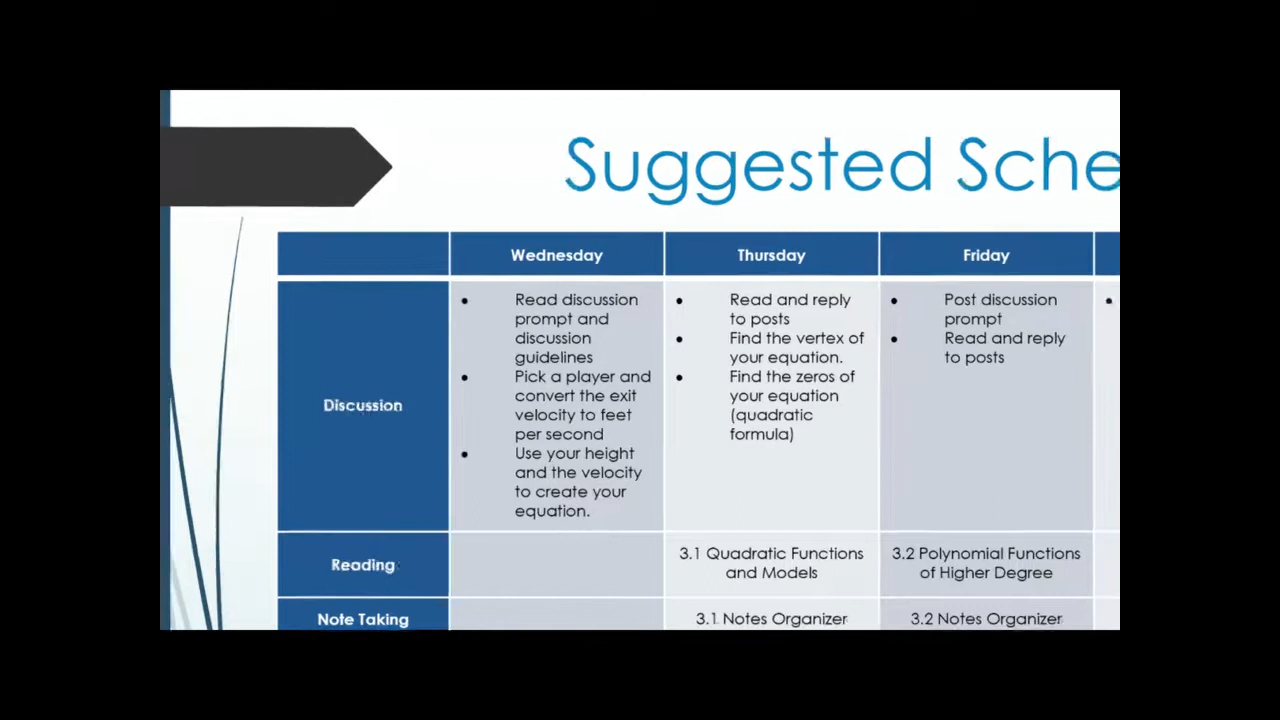 Suggested Sche
Wednesday
Thursday
Friday
Discussion
• Read discussion
prompt and
discussion
guidelines
• Pick a player and
convert the exit
velocity to feet
per second
• Use your height
and the velocity
to create your
equation.
• Read and reply
to posts
• Find the vertex of
your equation.
• Find the zeros of
your equation
(quadratic
formula)
• Post discussion
prompt
• Read and reply
to posts
•
Reading
3.1 Quadratic Functions
and Models
3.2 Polynomial Functions
of Higher Degree
Note Taking
3.1 Notes Organizer
3.2 Notes Organizer